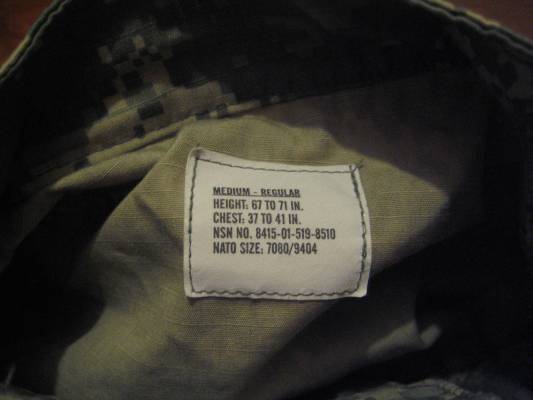 MEDIUM - REGULAR
HEIGHT: 67 TO 71 IN.
CHEST: 37 TO 41 IN.
NSN NO. 8415-01-519-8510
NATO SIZE: 7080/9404